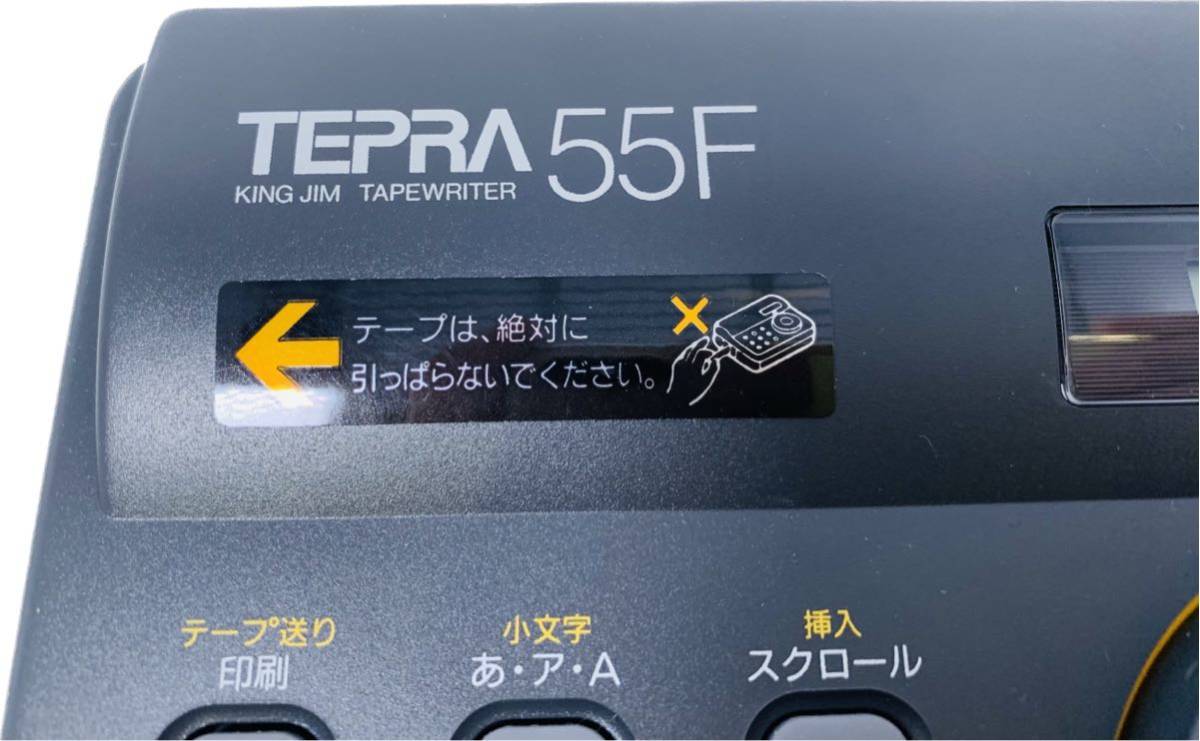 TEPRA 55F
KING JIM TAPEWRITER
テープは、絶対に
引っぱらないでください。
テープ送り
印刷
小文字
あ・ア・A
挿入
スクロール